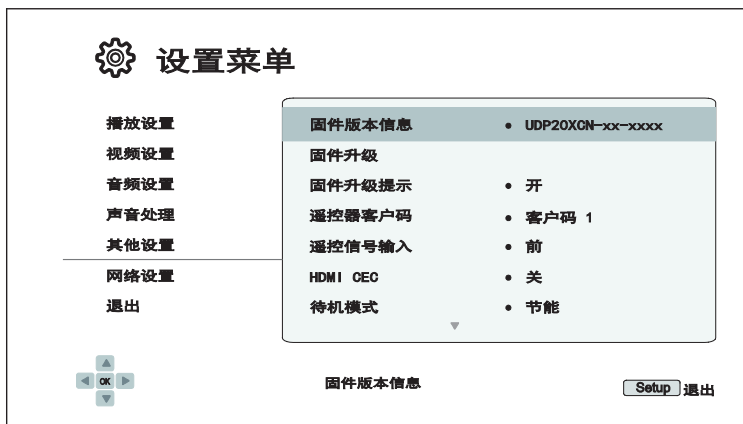 设置菜单
播放设置
视频设置
音频设置
声音处理
其他设置
网络设置
退出
固件版本信息 • UDP20XCN-xx-xxxx
固件升级
固件升级提示 • 开
遥控器客户码 • 客户码 1
遥控信号输入 • 前
HDMI CEC • 关
待机模式 • 节能
OK
固件版本信息
Setup 退出